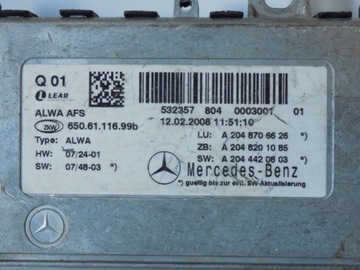 Q 01
LEAR
532357 804 0003001 01
ALWA AFS
12.02.2008 11:51:10
ZKW 650.61.116.99b
LU: A 204 870 66 26 *)
Type: ALWA
ZB: A 204 820 10 85
HW: 07/24-01
SW: A 204 442 08 03 *)
SW: 07/48-03 *)
Mercedes-Benz
*) gueltig bis zur evtl. SW-Aktualisierung